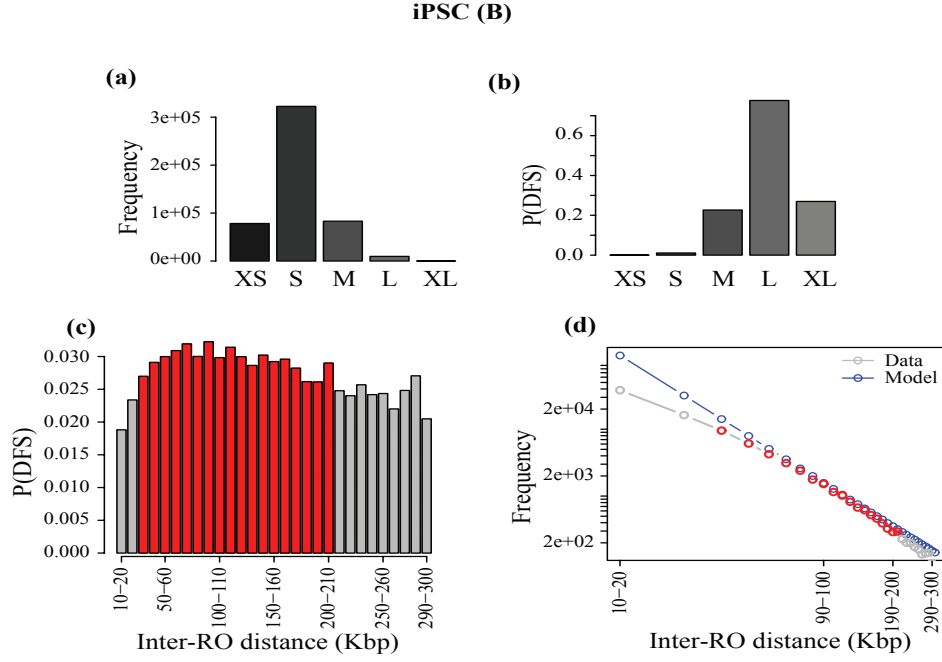 iPSC (B)
(a)
Frequency
3e+05
2e+05
1e+05
0e+00
XS S M L XL
(b)
P(DFS)
0.6
0.4
0.2
0.0
XS S M L XL
(c)
P(DFS)
0.030
0.025
0.020
0.015
0.010
0.005
0.000
10−20 50−60 100−110 150−160 200−210 250−260 290−300
Inter-RO distance (Kbp)
(d)
Data
Model
Frequency
2e+04
2e+03
2e+02
10−20 90−100 190−200 290−300
Inter-RO distance (Kbp)